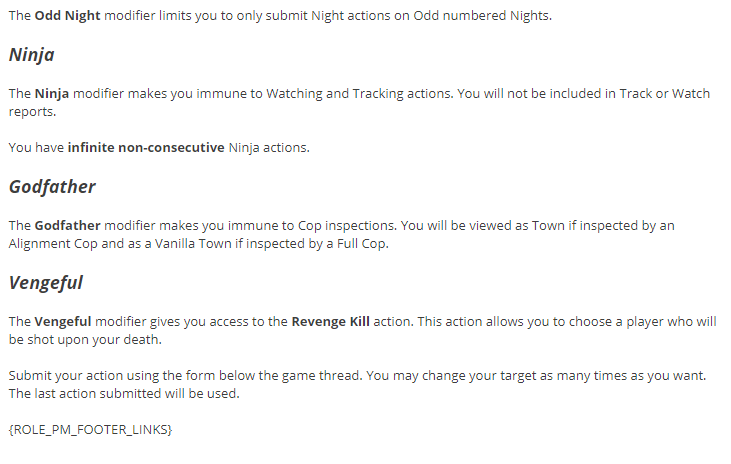 The Odd Night modifier limits you to only submit Night actions on Odd numbered Nights.
Ninja
The Ninja modifier makes you immune to Watching and Tracking actions. You will not be included in Track or Watch
reports.
You have infinite non-consecutive Ninja actions.
Godfather
The Godfather modifier makes you immune to Cop inspections. You will be viewed as Town if inspected by an
Alignment Cop and as a Vanilla Town if inspected by a Full Cop.
Vengeful
The Vengeful modifier gives you access to the Revenge Kill action. This action allows you to choose a player who will
be shot upon your death.
Submit your action using the form below the game thread. You may change your target as many times as you want.
The last action submitted will be used.
{ROLE_PM_FOOTER_LINKS}